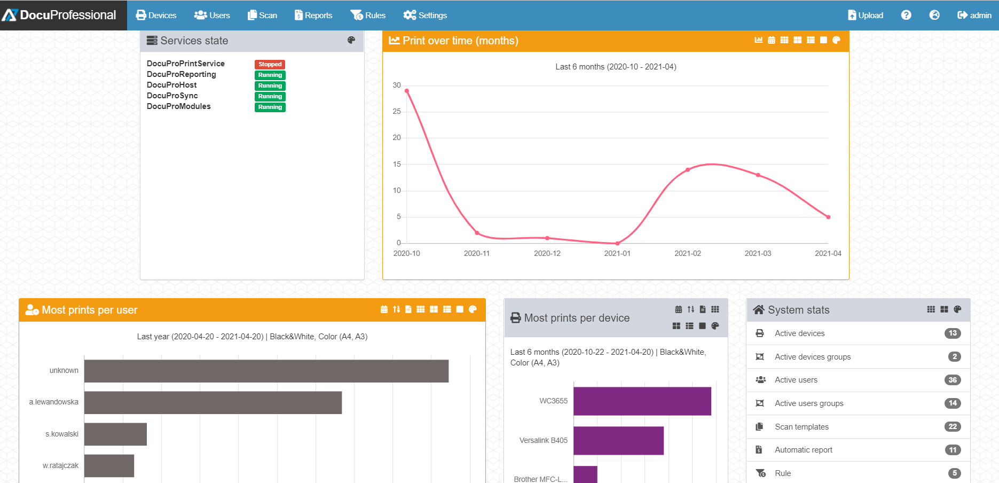 DocuProfessional
Devices
Users
Scan
Reports
Rules
Settings
Upload
admin
Services state
DocuProPrintService Stopped
DocuProReporting Running
DocuProHost Running
DocuProSync Running
DocuProModules Running
Print over time (months)
Last 6 months (2020-10 - 2021-04)
30
25
20
15
10
5
0
2020-10 2020-11 2020-12 2021-01 2021-02 2021-03 2021-04
Most prints per user
Last year (2020-04-20 - 2021-04-20) | Black&White, Color (A4, A3)
unknown
a.lewandowska
s.kowalski
w.ratajczak
Most prints per device
Last 6 months (2020-10-22 - 2021-04-20) | Black&White,
Color (A4, A3)
WC3655
Versalink B405
Brother MFC-L...
System stats
Active devices 13
Active devices groups 2
Active users 36
Active users groups 14
Scan templates 22
Automatic report 11
Rule 5